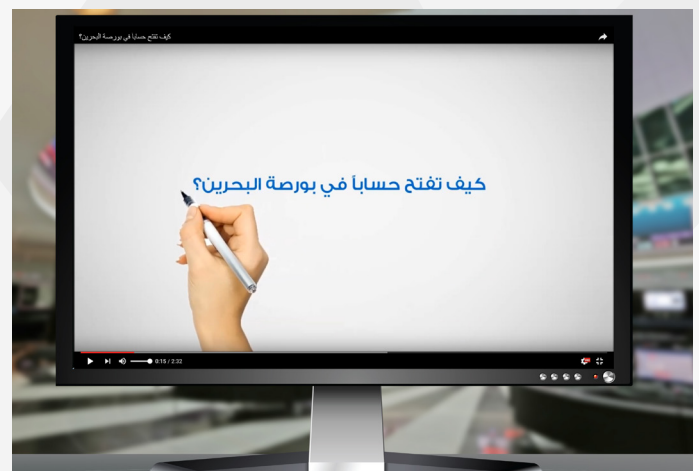 كيف تفتح حسابا في بورصة البحرين؟
كيف تفتح حساباً في بورصة البحرين؟
0:15 / 2:32